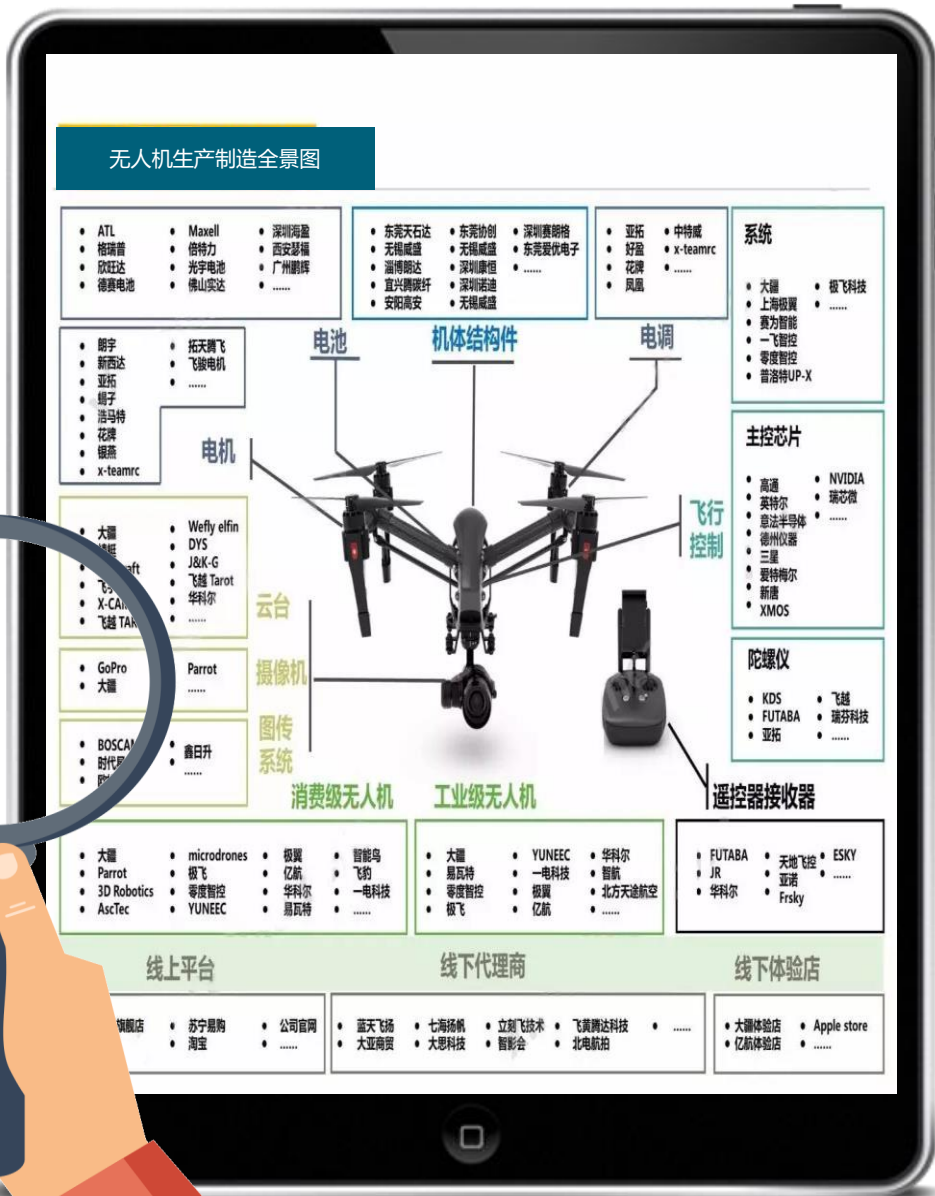 无人机生产制造全景图
• ATL
• 格瑞普
• 欣旺达
• 德赛电池
• Maxell
• 倍特力
• 光宇电池
• 佛山实达
• 深圳海盈
• 西安瑟福
• 广州鹏辉
• ......
电池
• 东莞天石达
• 无锡威盛
• 淄博朗达
• 宜兴腾碳纤
• 安阳高安
• 东莞协创
• 无锡威盛
• 深圳康恒
• 深圳诺迪
• 无锡威盛
• 深圳赛朗格
• 东莞爱优电子
• ......
机体结构件
• 亚拓
• 好盈
• 花牌
• 凤凰
• 中特威
• x-teamrc
• ......
电调
系统
• 大疆
• 上海极翼
• 赛为智能
• 一飞智控
• 零度智控
• 普洛特UP-X
• 极飞科技
• ......
• 朗宇
• 新西达
• 亚拓
• 蝎子
• 浩马特
• 花牌
• 银燕
• x-teamrc
• 拓天腾飞
• 飞骏电机
• ......
电机
主控芯片
• 高通
• 英特尔
• 意法半导体
• 德州仪器
• 三星
• 爱特梅尔
• 新唐
• XMOS
• NVIDIA
• 瑞芯微
• ......
飞行
控制
• 大疆
• X-CAM
• 飞越 TAR
• Wefly elfin
• DYS
• J&K-G
• 飞越 Tarot
• 华科尔
......
云台
• GoPro
• 大疆
Parrot
......
摄像机
陀螺仪
• KDS
• FUTABA
• 亚拓
• 飞越
• 瑞芬科技
• ......
• BOSCAM
• 时代
• 鑫日升
......
图传
系统
消费级无人机
• 大疆
• Parrot
• 3D Robotics
• AscTec
• microdrones
• 极飞
• 零度智控
• YUNEEC
• 极翼
• 亿航
• 华科尔
• 易瓦特
• 智能鸟
• 飞豹
• 一电科技
• ......
工业级无人机
• 大疆
• 易瓦特
• 零度智控
• 极飞
• YUNEEC
• 一电科技
• 极翼
• 亿航
• 华科尔
• 智航
• 北方天途航空
• ......
遥控器接收器
• FUTABA
• JR
• 华科尔
• 天地飞控
• 亚诺
Frsky
• ESKY
• ......
线上平台
旗舰店
• 苏宁易购
• 淘宝
• 公司官网
• ......
线下代理商
• 蓝天飞扬
• 大亚商贸
• 七海扬帆
• 大思科技
• 立刻飞技术
• 智影会
• 飞黄腾达科技
• 北电航拍
• ......
线下体验店
• 大疆体验店
• 亿航体验店
• Apple store
• ......